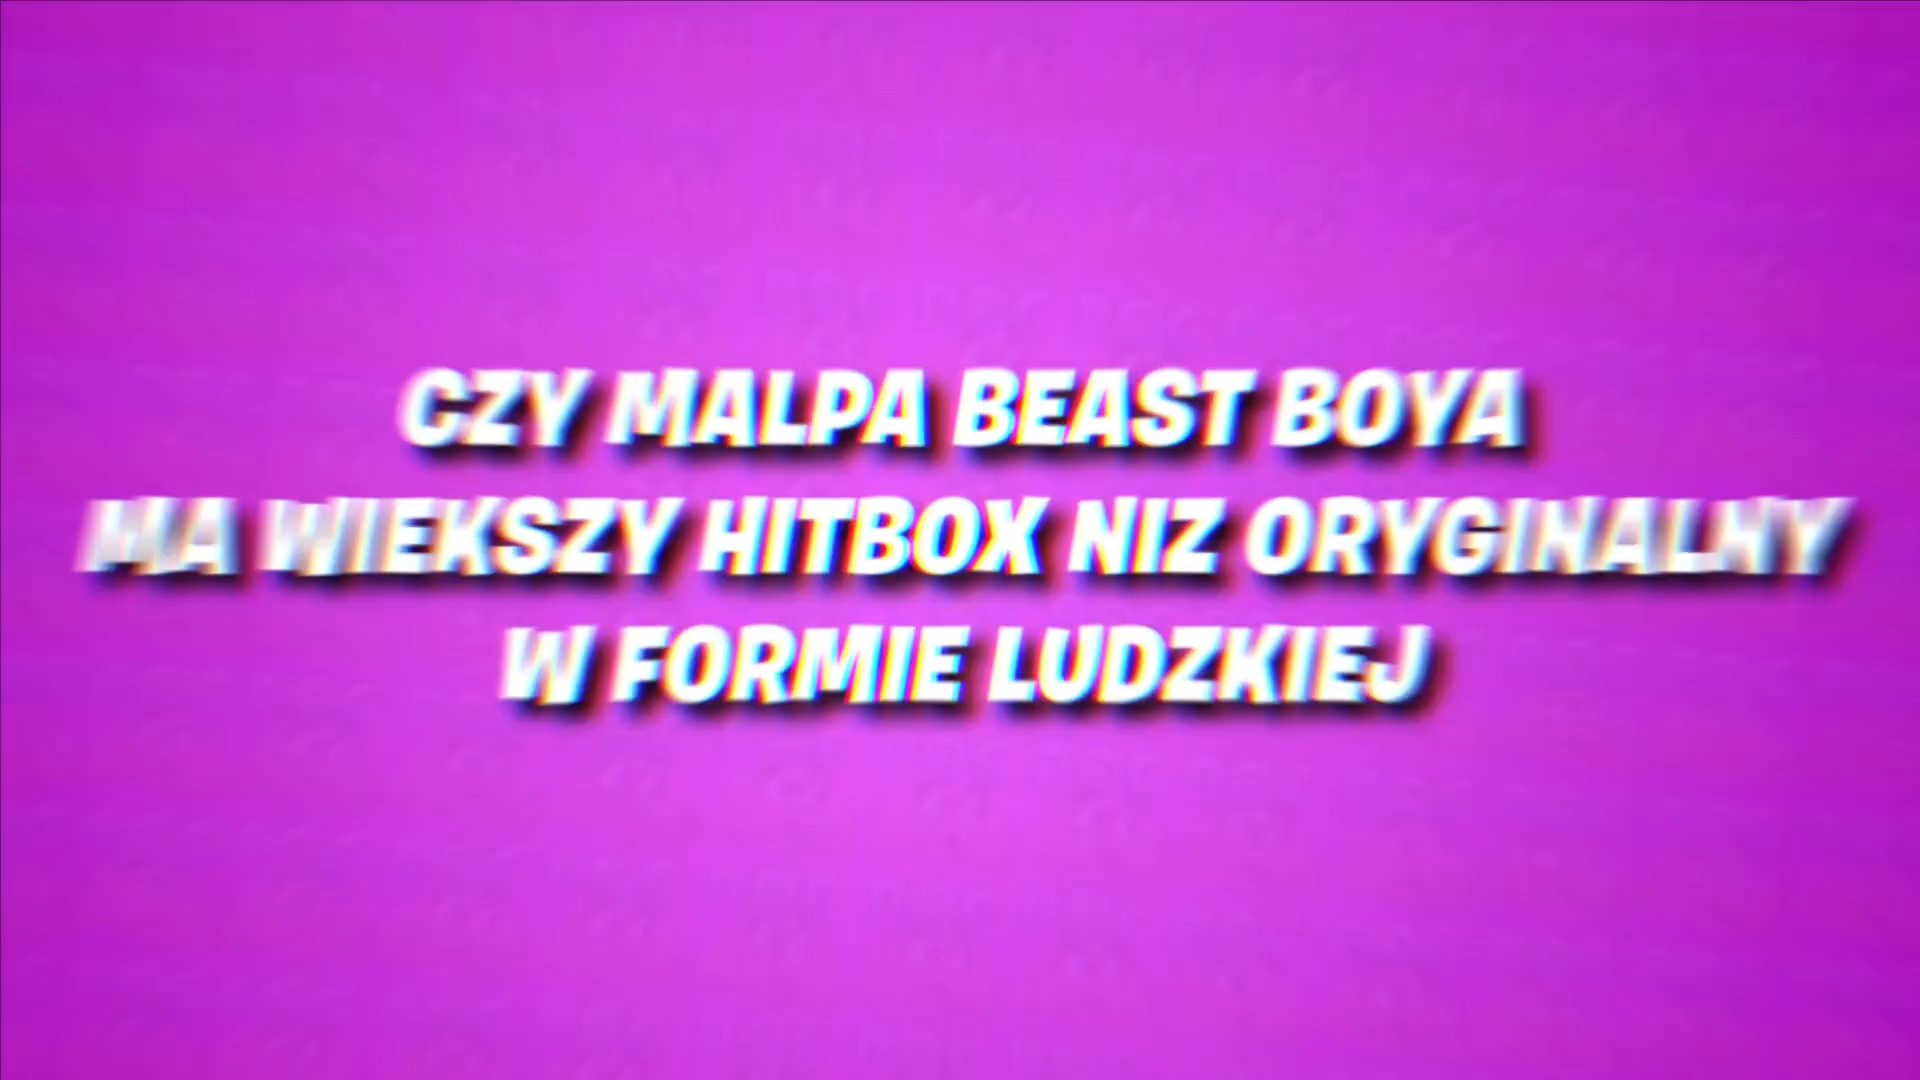 CZY MALPA BEAST BOYA
MA WIEKSZY HITBOX NIZ ORYGINALNY
W FORMIE LUDZKIEJ